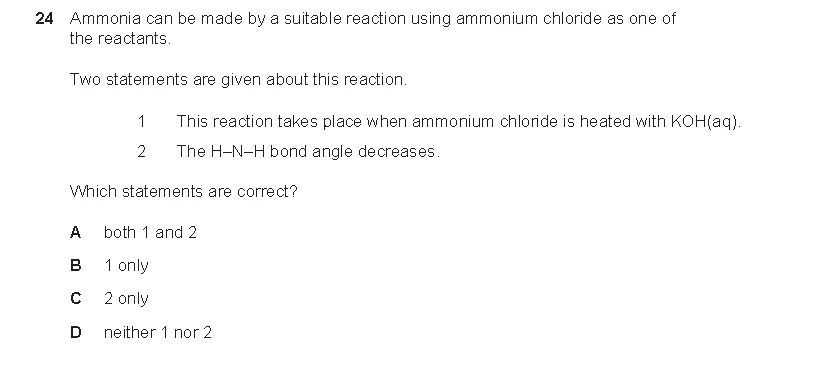 24 Ammonia can be made by a suitable reaction using ammonium chloride as one of
the reactants.
Two statements are given about this reaction.
1 This reaction takes place when ammonium chloride is heated with KOH(aq).
2 The H–N–H bond angle decreases.
Which statements are correct?
A both 1 and 2
B 1 only
C 2 only
D neither 1 nor 2